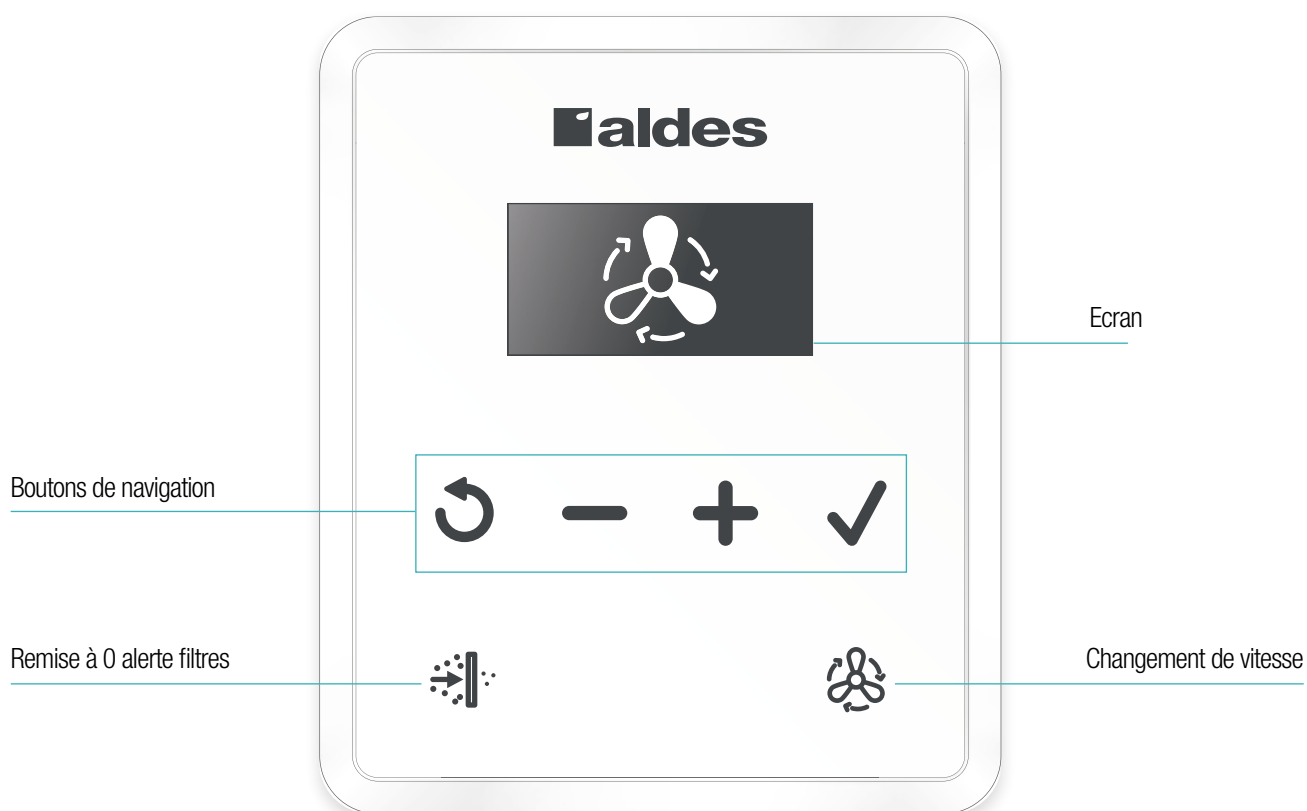 aldes
Ecran
Boutons de navigation
Remise à 0 alerte filtres
Changement de vitesse